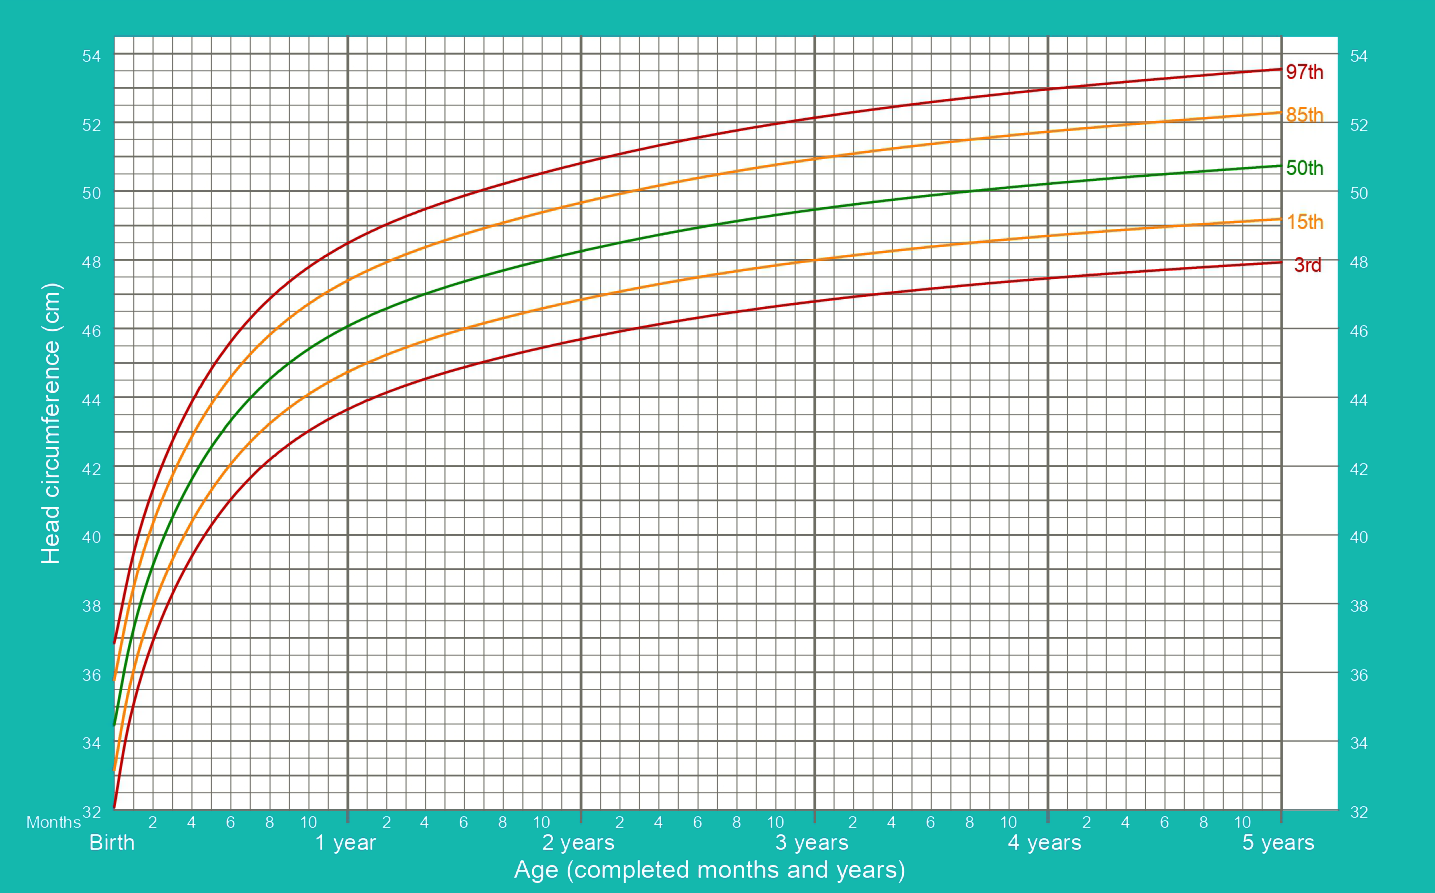 54 54
97th
85th
52 52
50th
50 50
15th
48 48
3rd
46 46
44 44
42 42
40 40
38 38
36 36
34 34
32 32
Head circumference (cm)
Months 2 4 6 8 10 2 4 6 8 10 2 4 6 8 10 2 4 6 8 10 2 4 6 8 10
Birth 1 year 2 years 3 years 4 years 5 years
Age (completed months and years)